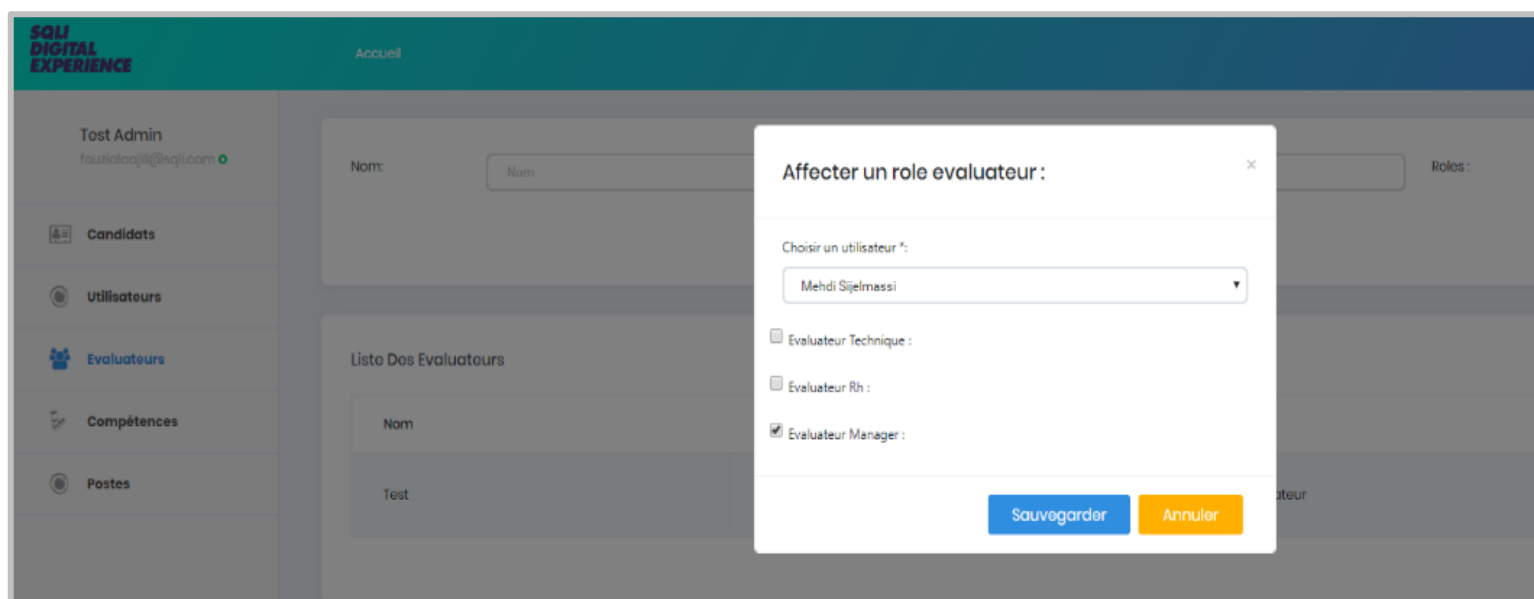 SQLI
DIGITAL
EXPERIENCE
Accueil
Test Admin
Nom:
Nom
Roles :
Candidats
Utilisateurs
Evaluateurs
Compétences
Postes
Liste Des Evaluateurs
Nom
Test
ateur
Affecter un role evaluateur :
×
Choisir un utilisateur *:
Mehdi Sijelmassi
Evaluateur Technique :
Evaluateur Rh :
Evaluateur Manager :
Sauvegarder
Annuler